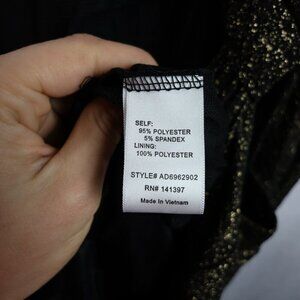 SELF:
95% POLYESTER
5% SPANDEX
LINING:
100% POLYESTER
STYLE# AD6962902
RN# 141397
Made In Vietnam